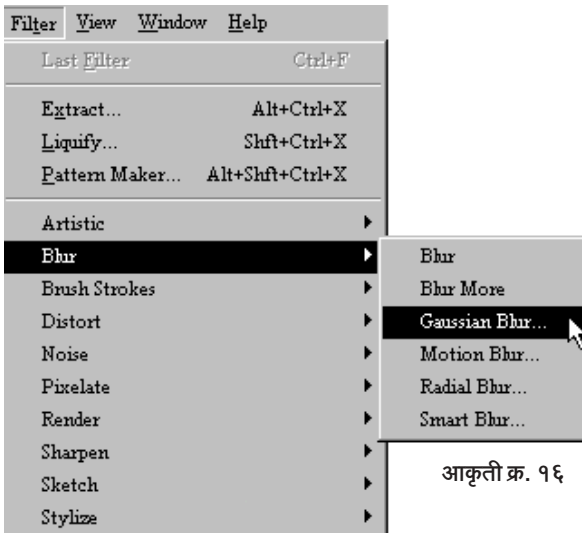 Filter View Window Help
Last Filter Ctrl+F
Extract... Alt+Ctrl+X
Liquify... Shft+Ctrl+X
Pattern Maker... Alt+Shft+Ctrl+X
Artistic
Blur
Brush Strokes
Distort
Noise
Pixelate
Render
Sharpen
Sketch
Stylize
Blur
Blur More
Gaussian Blur...
Motion Blur...
Radial Blur...
Smart Blur...
आकृती क्र. १६